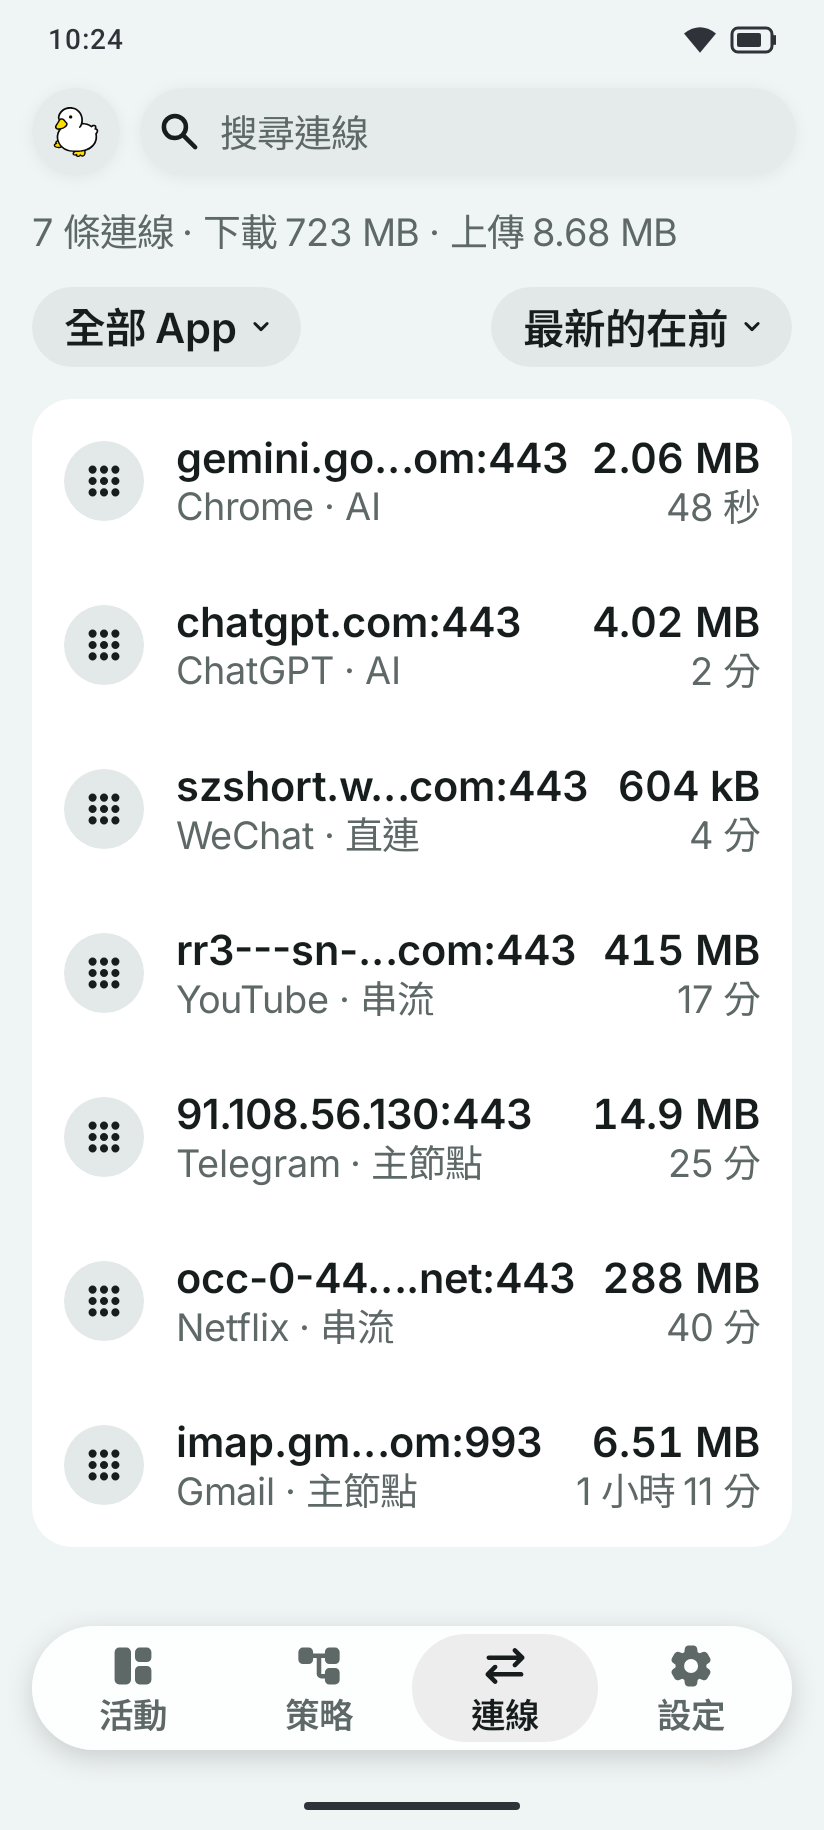 10:24
搜尋連線
7 條連線 · 下載 723 MB · 上傳 8.68 MB
全部 App
最新的在前
gemini.go...om:443 2.06 MB
Chrome · AI 48 秒
chatgpt.com:443 4.02 MB
ChatGPT · AI 2 分
szshort.w...com:443 604 kB
WeChat · 直連 4 分
rr3---sn-...com:443 415 MB
YouTube · 串流 17 分
91.108.56.130:443 14.9 MB
Telegram · 主節點 25 分
occ-0-44....net:443 288 MB
Netflix · 串流 40 分
imap.gm...om:993 6.51 MB
Gmail · 主節點 1 小時 11 分
活動 策略 連線 設定